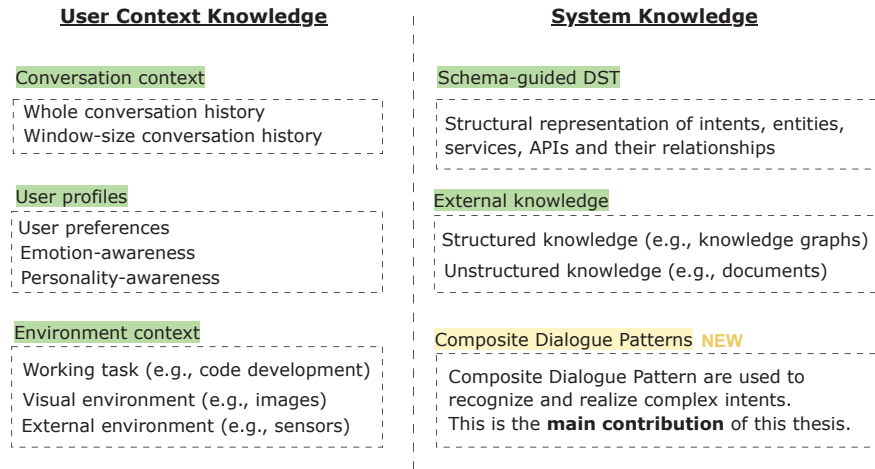 User Context Knowledge
Conversation context
Whole conversation history
Window-size conversation history
User profiles
User preferences
Emotion-awareness
Personality-awareness
Environment context
Working task (e.g., code development)
Visual environment (e.g., images)
External environment (e.g., sensors)
System Knowledge
Schema-guided DST
Structural representation of intents, entities,
services, APIs and their relationships
External knowledge
Structured knowledge (e.g., knowledge graphs)
Unstructured knowledge (e.g., documents)
Composite Dialogue Patterns NEW
Composite Dialogue Pattern are used to
recognize and realize complex intents.
This is the main contribution of this thesis.